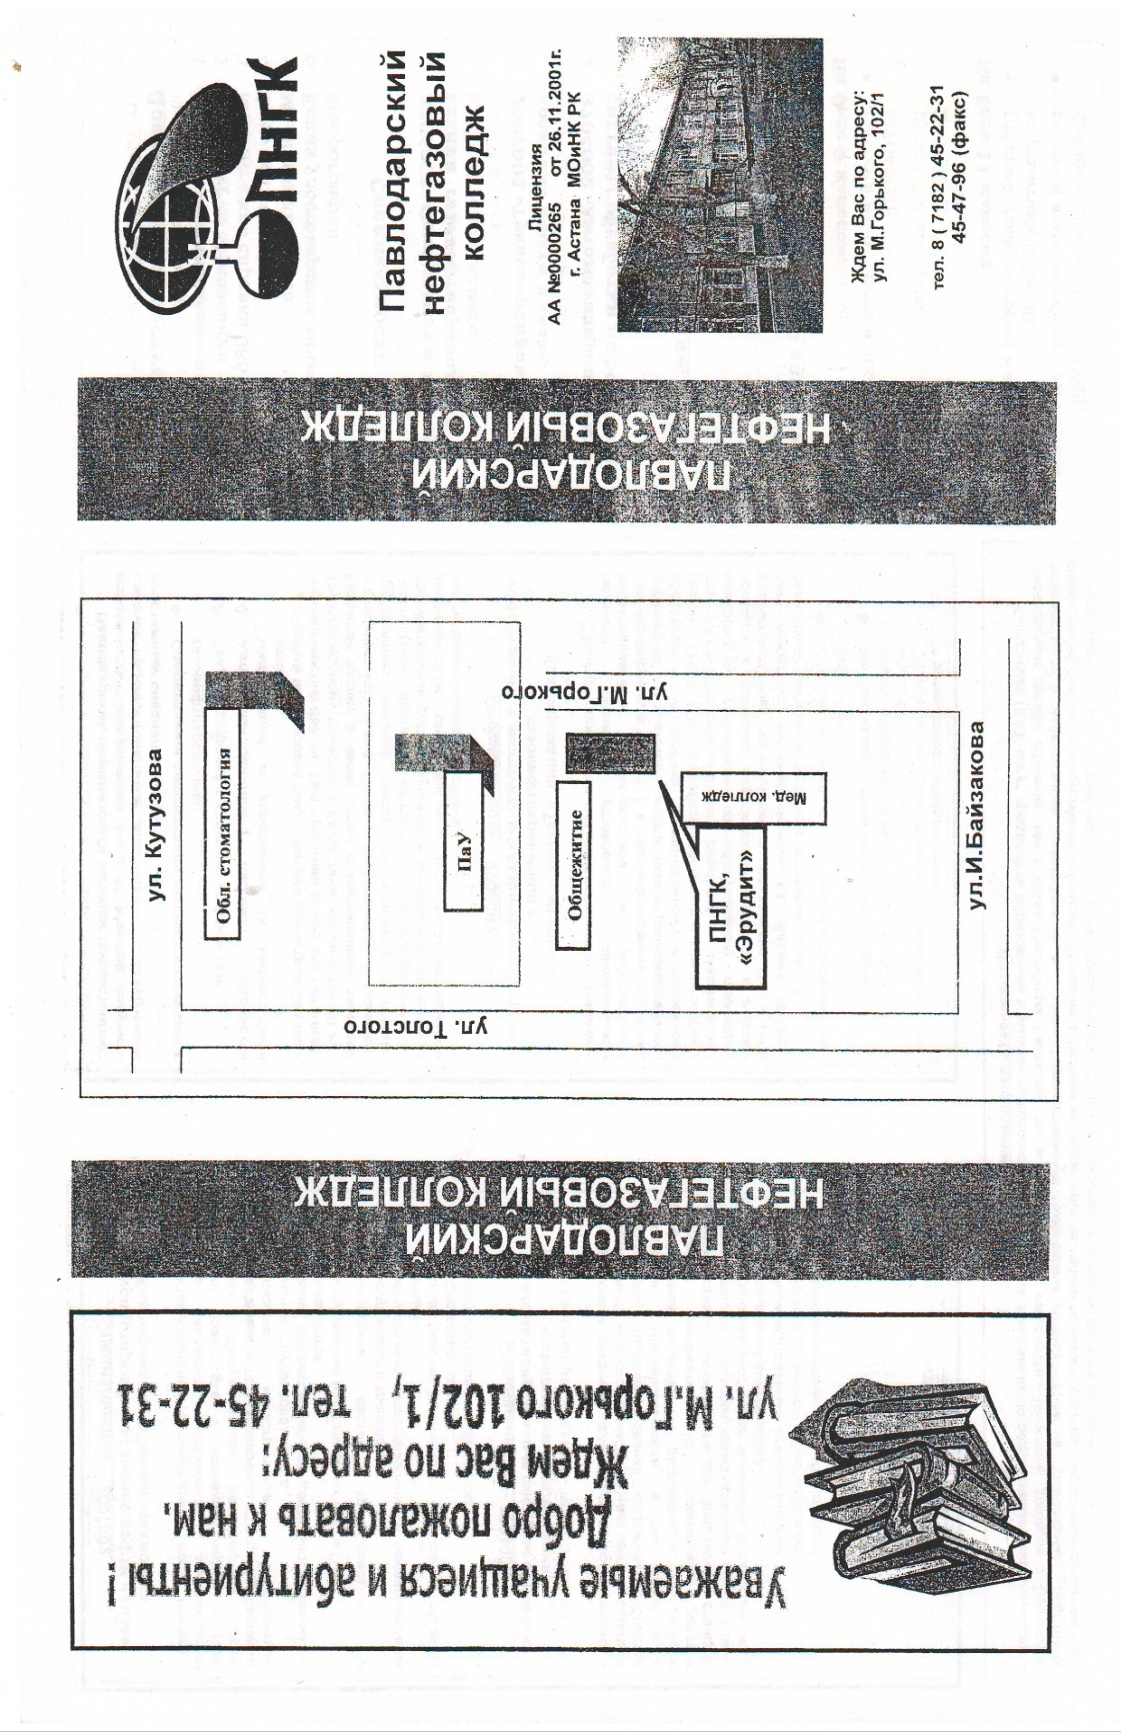 ПНГК
Павлодарский
нефтегазовый
колледж
Лицензия
АА №0000265 от 26.11.2001г.
г. Астана МОиНК РК
Ждем Вас по адресу:
ул. М.Горького, 102/1
тел. 8 ( 7182 ) 45-22-31
45-47-96 (факс)
ПАВЛОДАРСКИЙ
НЕФТЕГАЗОВЫЙ КОЛЛЕДЖ
ул. Кутузова
Обл. стоматология
ул. М.Горького
ПаУ
Общежитие
Мед. колледж
ПНГК,
«Эрудит»
ул.И.Байзакова
ул. Толстого
ПАВЛОДАРСКИЙ
НЕФТЕГАЗОВЫЙ КОЛЛЕДЖ
Уважаемые учащиеся и абитуриенты !
Добро пожаловать к нам.
Ждем Вас по адресу:
ул. М.Горького 102/1, тел. 45-22-31